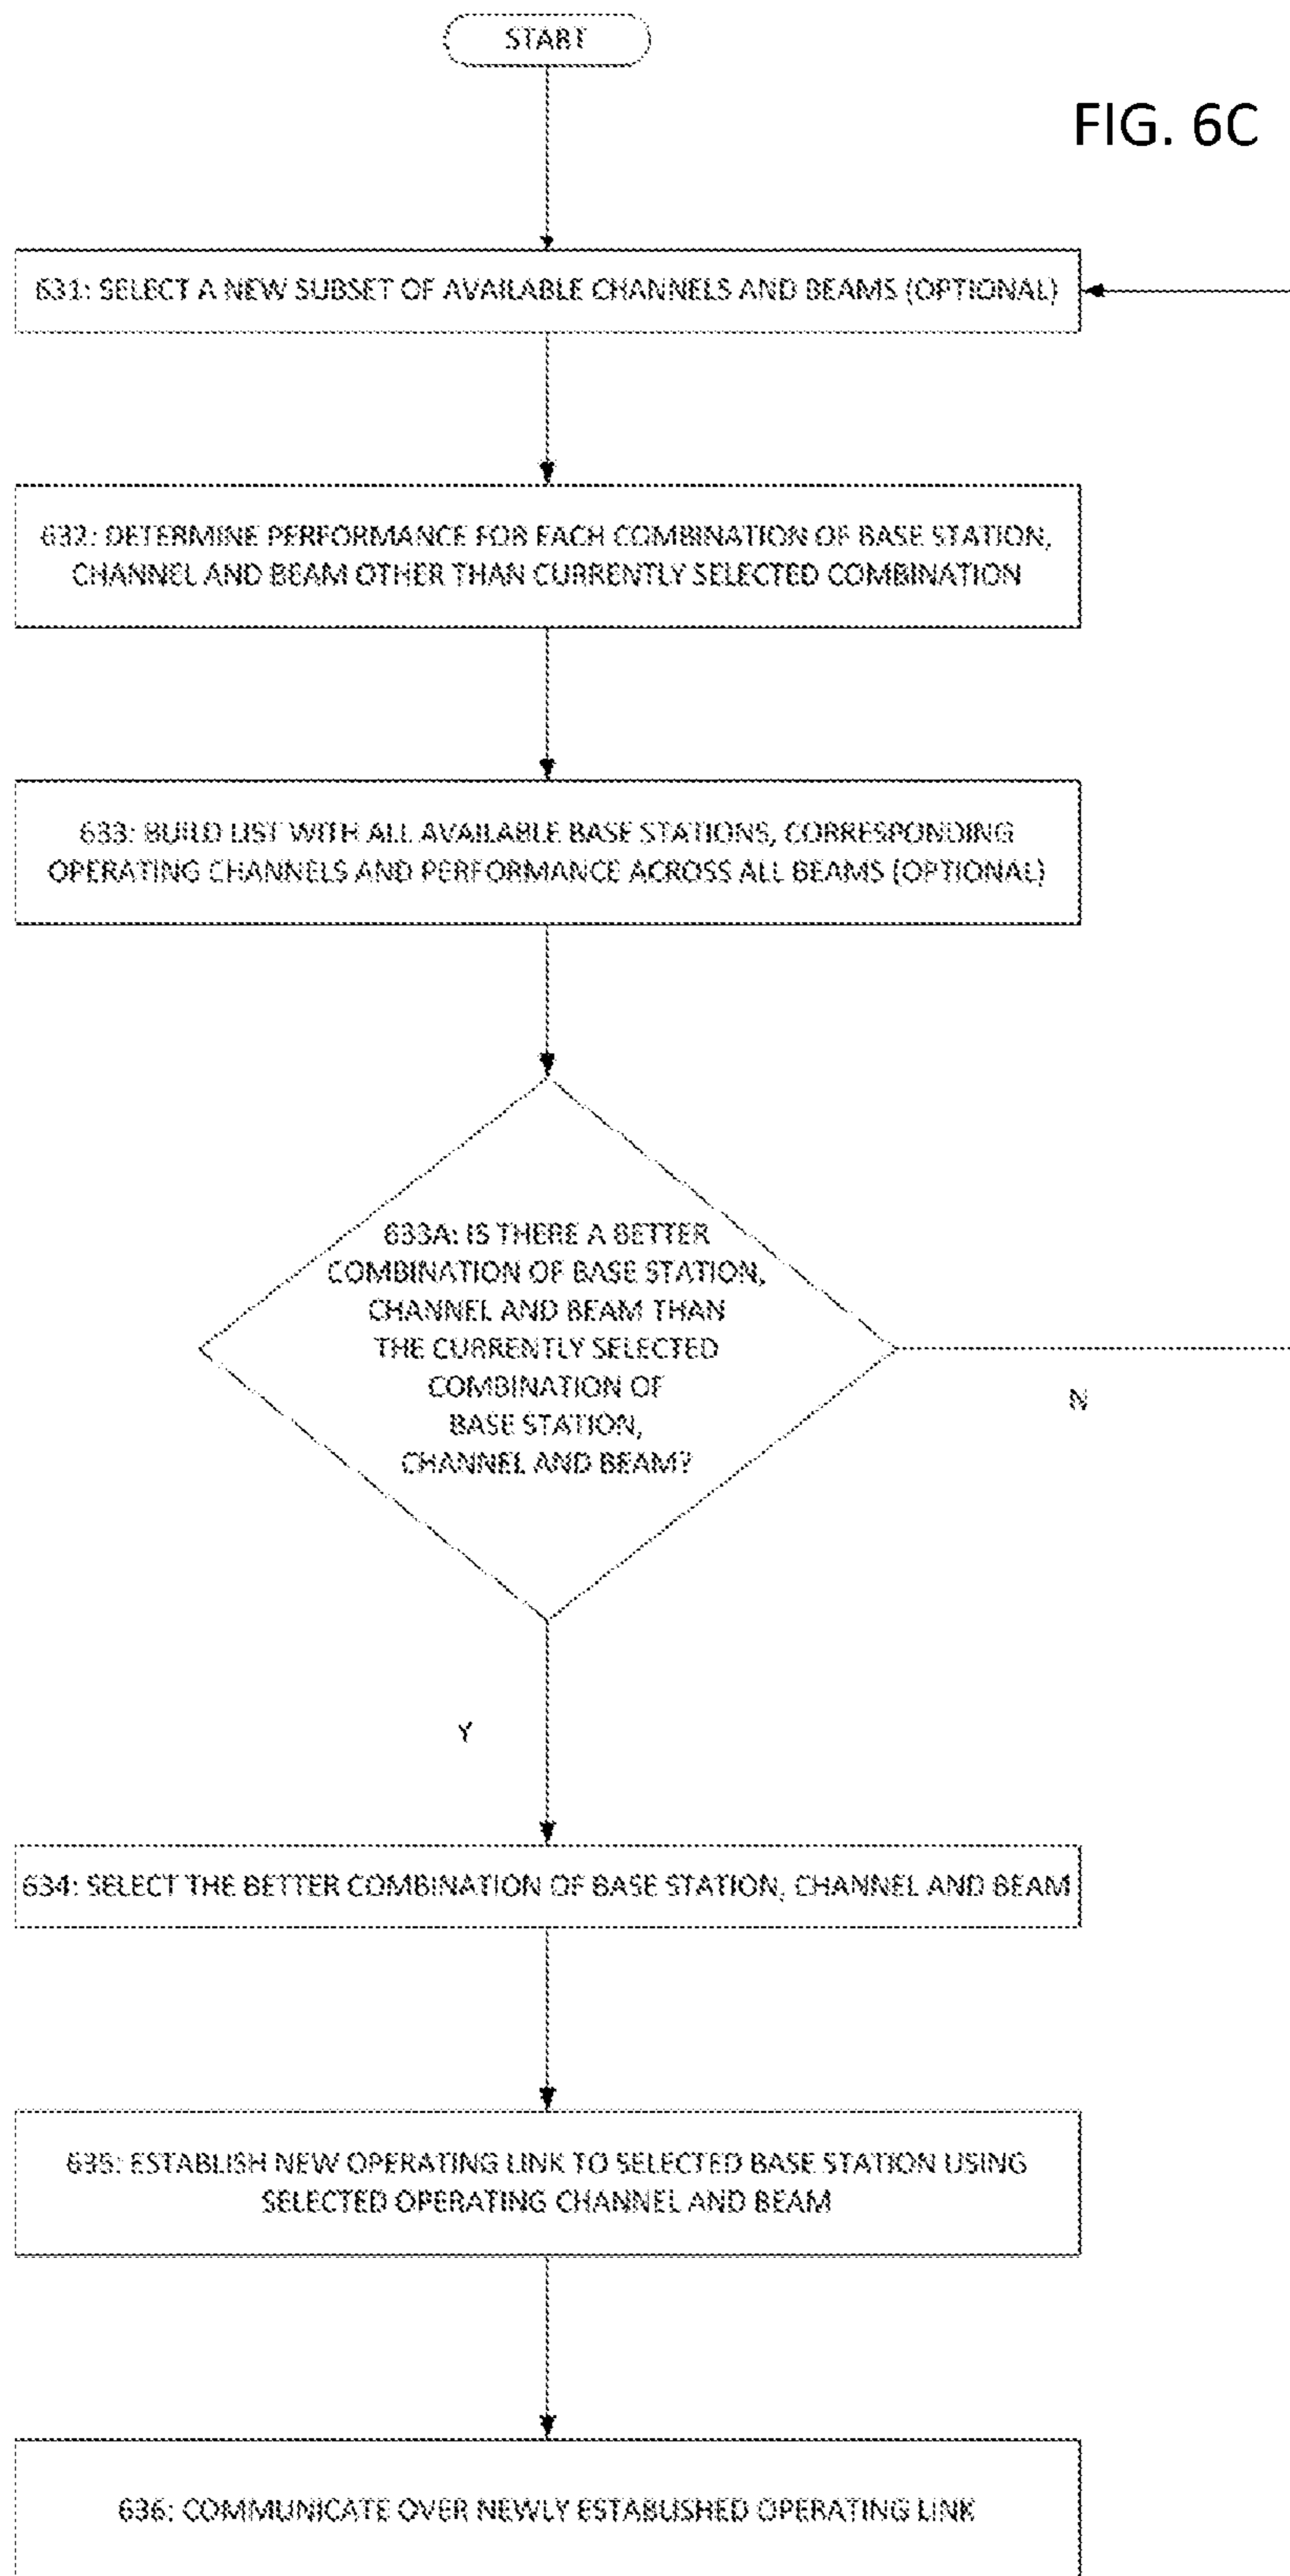 START
FIG. 6C
631: SELECT A NEW SUBSET OF AVAILABLE CHANNELS AND BEAMS (OPTIONAL)
632: DETERMINE PERFORMANCE FOR EACH COMBINATION OF BASE STATION,
CHANNEL AND BEAM OTHER THAN CURRENTLY SELECTED COMBINATION
633: BUILD LIST WITH ALL AVAILABLE BASE STATIONS, CORRESPONDING
OPERATING CHANNELS AND PERFORMANCE ACROSS ALL BEAMS (OPTIONAL)
633A: IS THERE A BETTER
COMBINATION OF BASE STATION,
CHANNEL AND BEAM THAN
THE CURRENTLY SELECTED
COMBINATION OF
BASE STATION,
CHANNEL AND BEAM?
N
Y
634: SELECT THE BETTER COMBINATION OF BASE STATION, CHANNEL AND BEAM
635: ESTABLISH NEW OPERATING LINK TO SELECTED BASE STATION USING
SELECTED OPERATING CHANNEL AND BEAM
636: COMMUNICATE OVER NEWLY ESTABLISHED OPERATING LINK